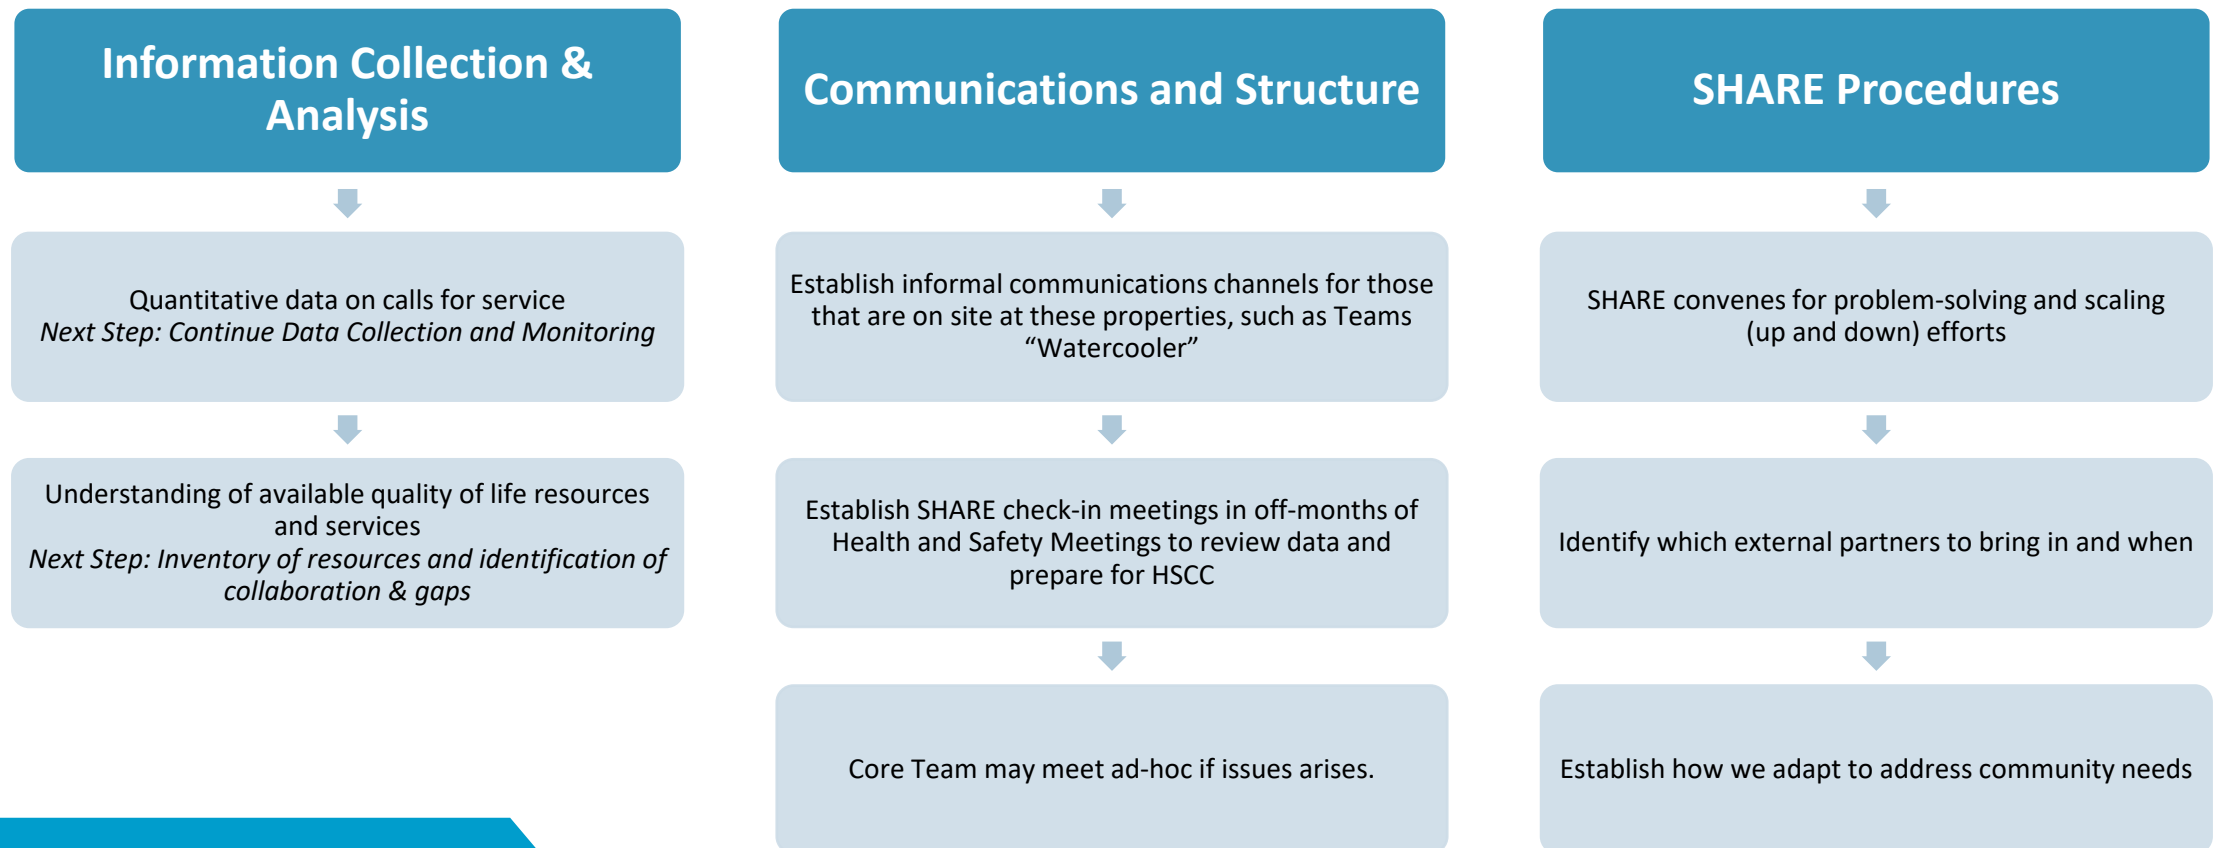 Information Collection &
Analysis
Quantitative data on calls for service
Next Step: Continue Data Collection and Monitoring
Understanding of available quality of life resources
and services
Next Step: Inventory of resources and identification of
collaboration & gaps
Communications and Structure
Establish informal communications channels for those
that are on site at these properties, such as Teams
“Watercooler”
Establish SHARE check-in meetings in off-months of
Health and Safety Meetings to review data and
prepare for HSCC
Core Team may meet ad-hoc if issues arises.
SHARE Procedures
SHARE convenes for problem-solving and scaling
(up and down) efforts
Identify which external partners to bring in and when
Establish how we adapt to address community needs